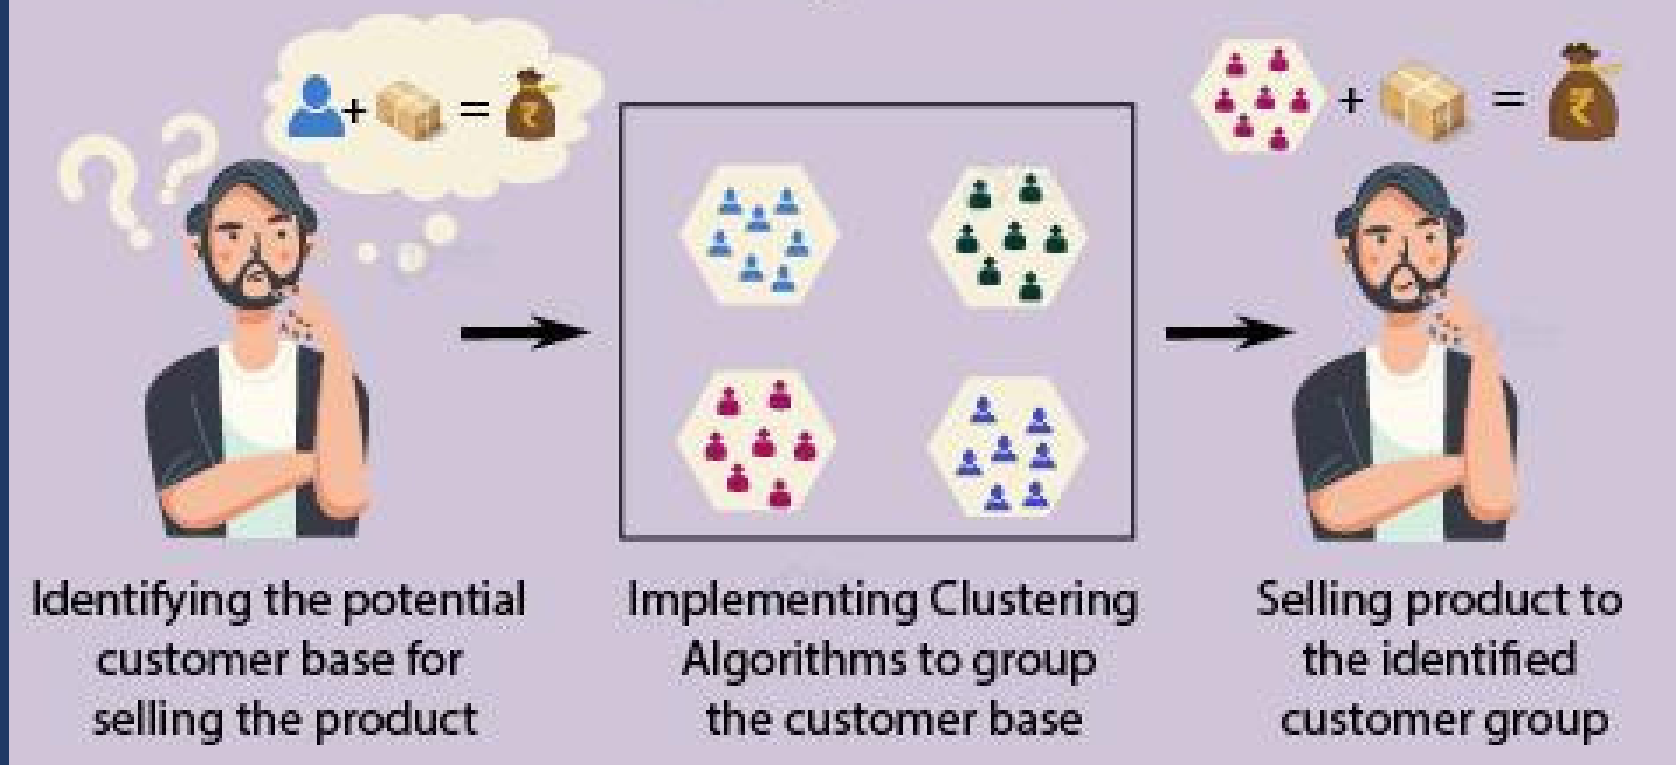 ₹
₹
Identifying the potential
customer base for
selling the product
Implementing Clustering
Algorithms to group
the customer base
Selling product to
the identified
customer group